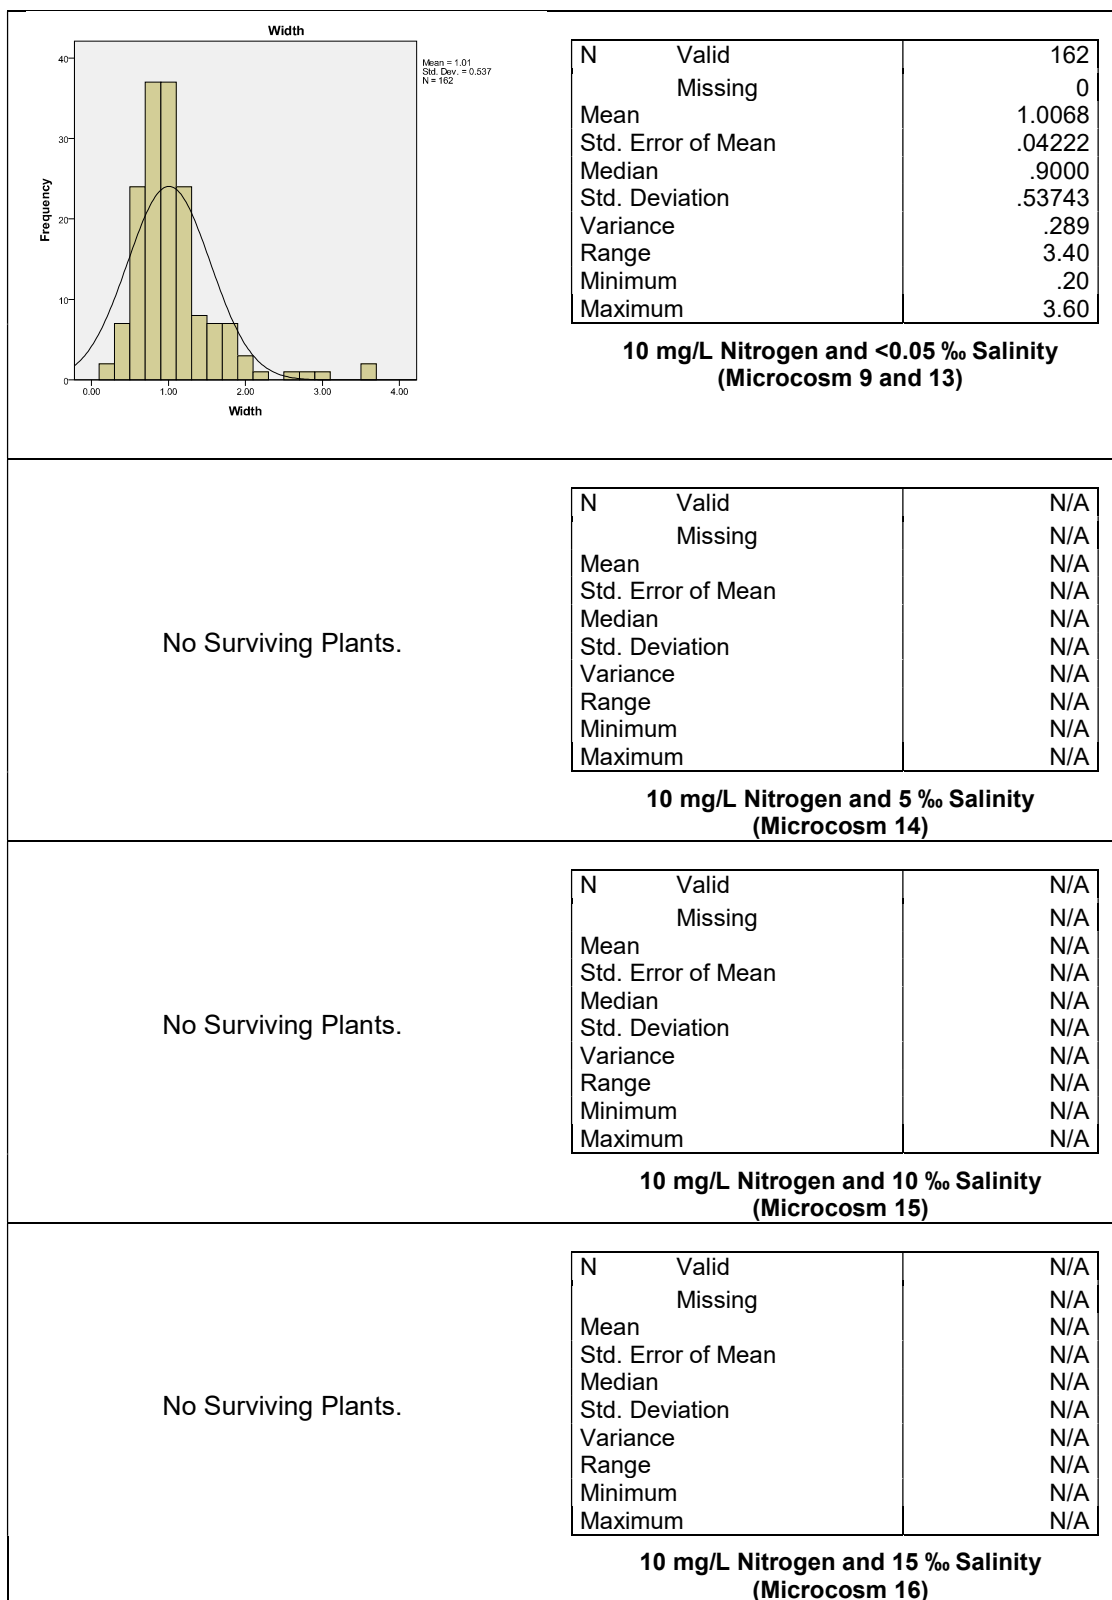 Width
40
30
20
10
0
Frequency
0.00 1.00 2.00 3.00 4.00
Width
Mean = 1.01
Std. Dev. = 0.537
N = 162
N Valid 162
Missing 0
Mean 1.0068
Std. Error of Mean .04222
Median .9000
Std. Deviation .53743
Variance .289
Range 3.40
Minimum .20
Maximum 3.60
10 mg/L Nitrogen and <0.05 ‰ Salinity
(Microcosm 9 and 13)
No Surviving Plants.
N Valid N/A
Missing N/A
Mean N/A
Std. Error of Mean N/A
Median N/A
Std. Deviation N/A
Variance N/A
Range N/A
Minimum N/A
Maximum N/A
10 mg/L Nitrogen and 5 ‰ Salinity
(Microcosm 14)
No Surviving Plants.
N Valid N/A
Missing N/A
Mean N/A
Std. Error of Mean N/A
Median N/A
Std. Deviation N/A
Variance N/A
Range N/A
Minimum N/A
Maximum N/A
10 mg/L Nitrogen and 10 ‰ Salinity
(Microcosm 15)
No Surviving Plants.
N Valid N/A
Missing N/A
Mean N/A
Std. Error of Mean N/A
Median N/A
Std. Deviation N/A
Variance N/A
Range N/A
Minimum N/A
Maximum N/A
10 mg/L Nitrogen and 15 ‰ Salinity
(Microcosm 16)